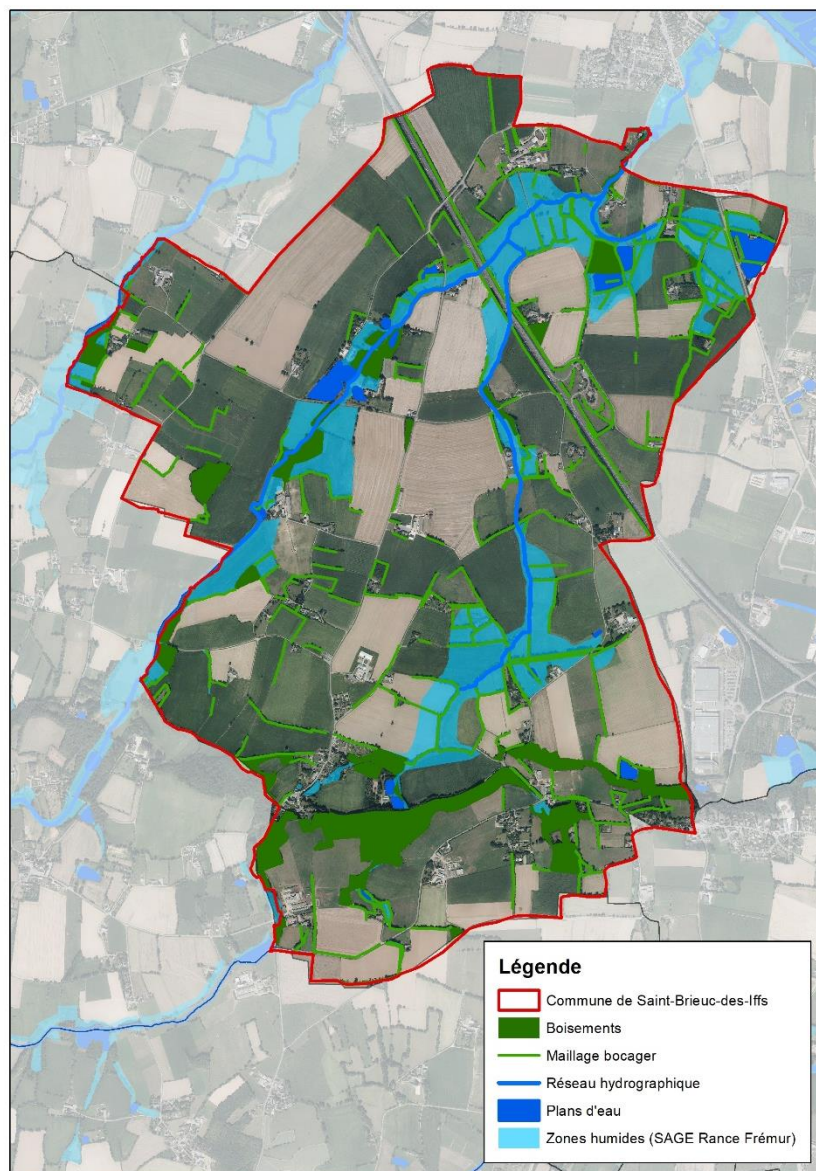 Légende
Commune de Saint-Brieuc-des-Iffs
Boisements
Maillage bocager
Réseau hydrographique
Plans d'eau
Zones humides (SAGE Rance Frémur)